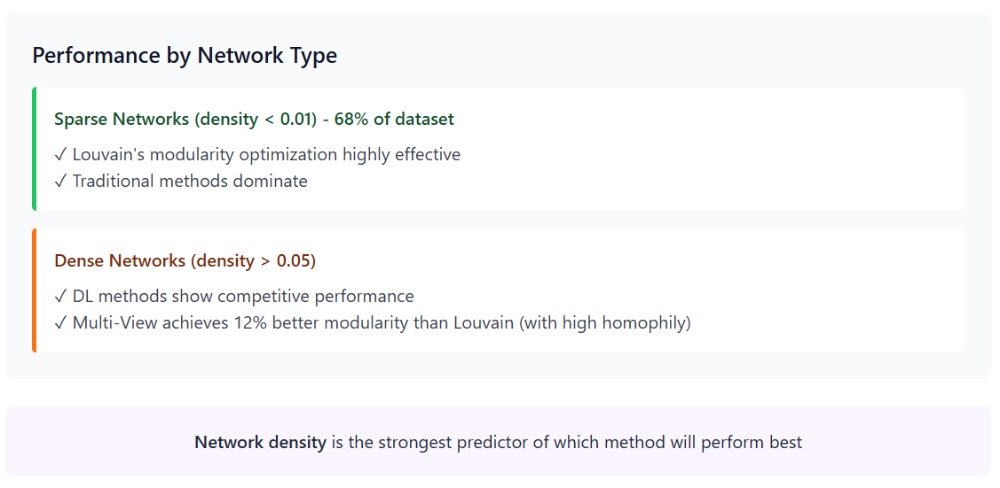 Performance by Network Type
Sparse Networks (density < 0.01) - 68% of dataset
✓ Louvain's modularity optimization highly effective
✓ Traditional methods dominate
Dense Networks (density > 0.05)
✓ DL methods show competitive performance
✓ Multi-View achieves 12% better modularity than Louvain (with high homophily)
Network density is the strongest predictor of which method will perform best